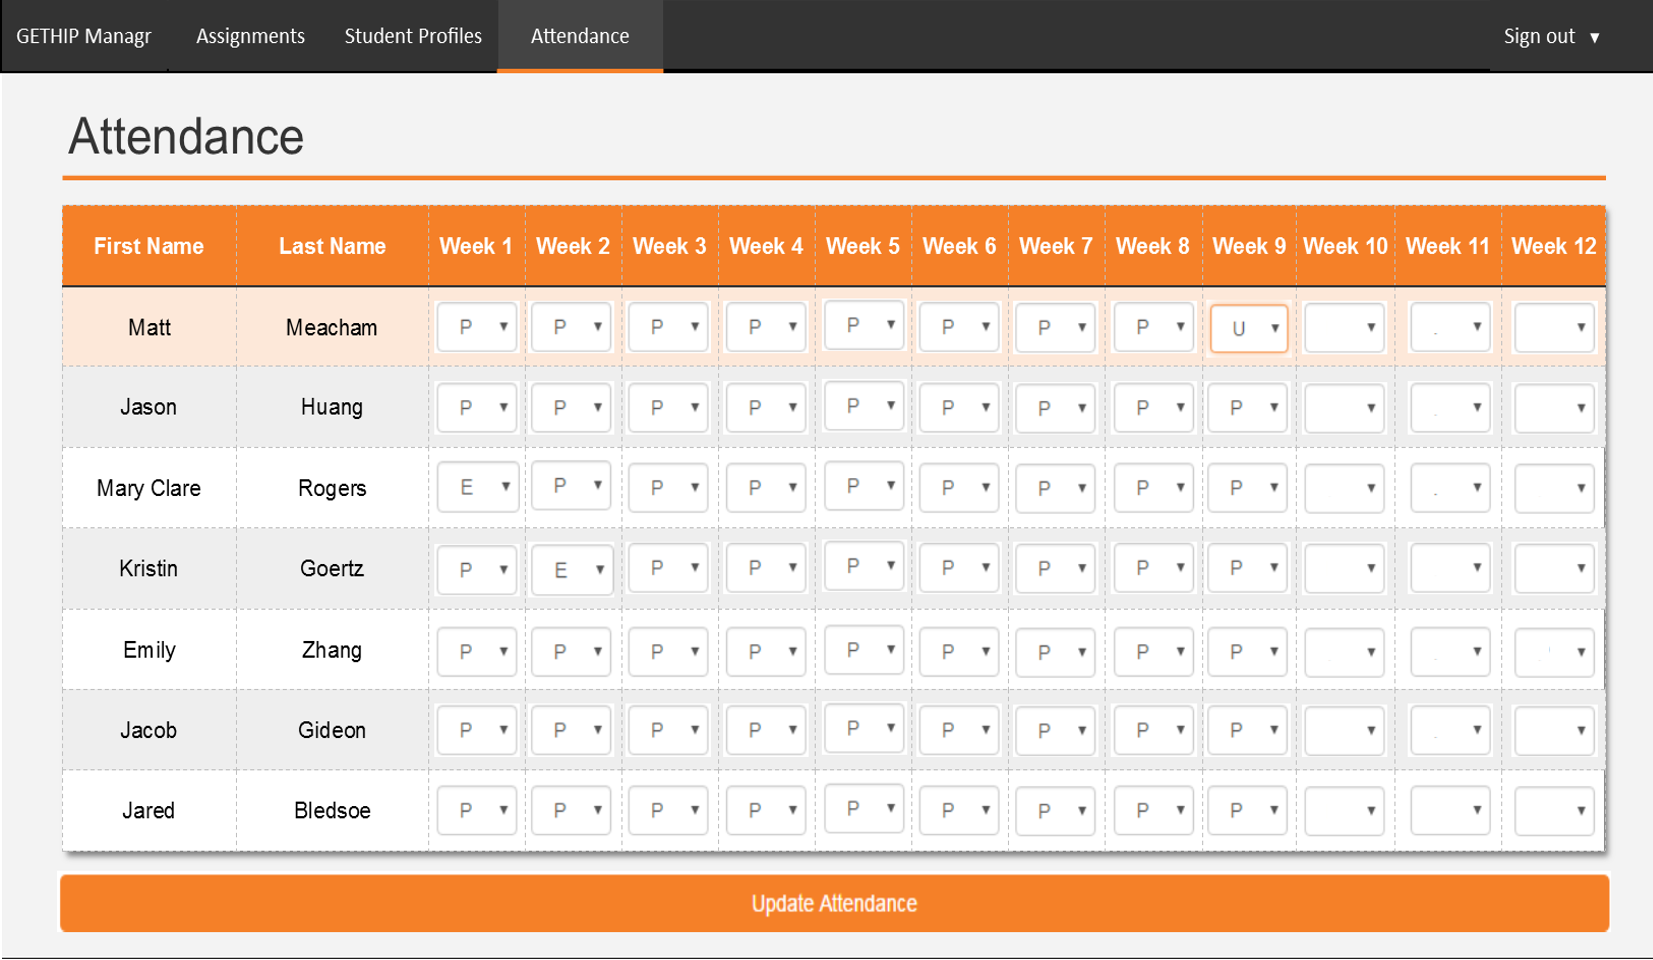 GETHIP Managr Assignments Student Profiles Attendance Sign out ▼
Attendance
First Name Last Name Week 1 Week 2 Week 3 Week 4 Week 5 Week 6 Week 7 Week 8 Week 9 Week 10 Week 11 Week 12
Matt Meacham P P P P P P P P U
Jason Huang P P P P P P P P P
Mary Clare Rogers E P P P P P P P P
Kristin Goertz P E P P P P P P P
Emily Zhang P P P P P P P P P
Jacob Gideon P P P P P P P P P
Jared Bledsoe P P P P P P P P P
Update Attendance